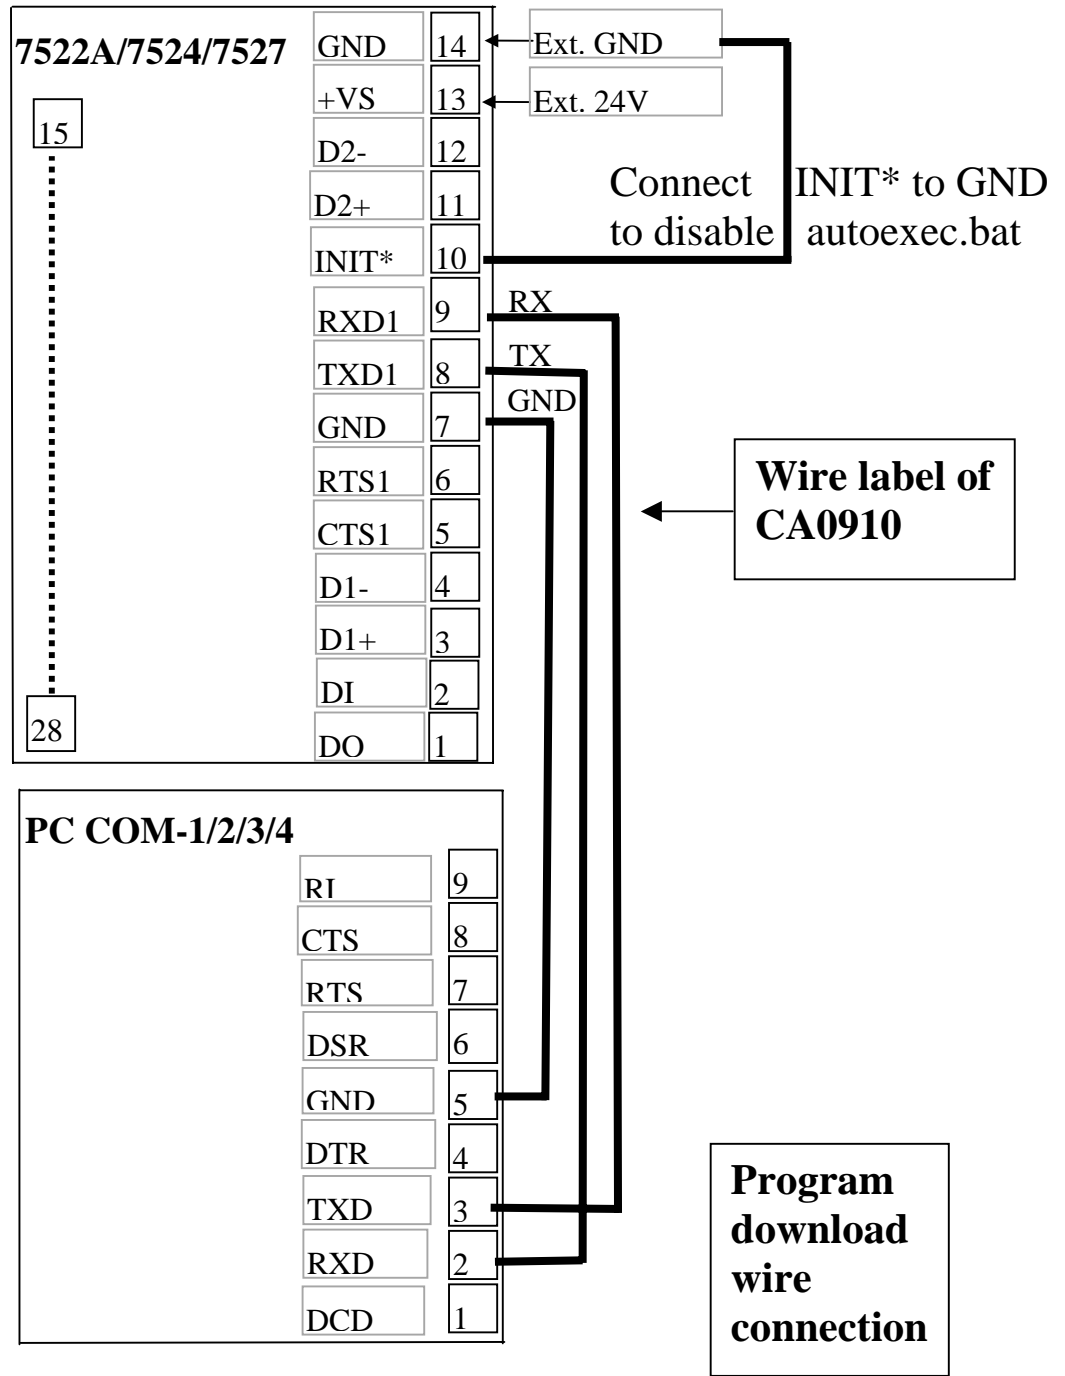 7522A/7524/7527
GND 14 Ext. GND
+VS 13 Ext. 24V
15
D2- 12
D2+ 11
Connect INIT* to GND
to disable autoexec.bat
INIT* 10
RXD1 9 RX
TXD1 8 TX
GND 7 GND
RTS1 6
CTS1 5
D1- 4
D1+ 3
DI 2
28
DO 1
Wire label of
CA0910
PC COM-1/2/3/4
RI 9
CTS 8
RTS 7
DSR 6
GND 5
DTR 4
TXD 3
RXD 2
DCD 1
Program
download
wire
connection